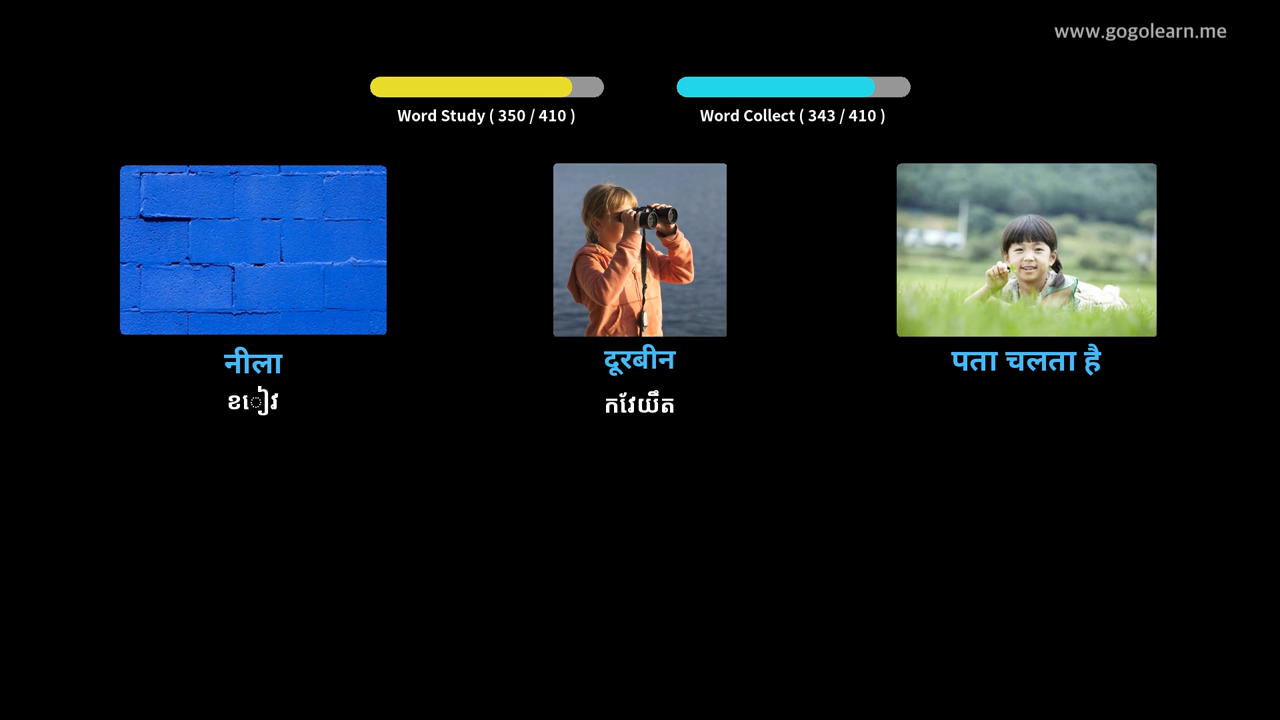 www.gogolearn.me
Word Study ( 350 / 410 )
Word Collect ( 343 / 410 )
नीला
ខៀវ
दूरबीन
កែវយឹត
पता चलता है